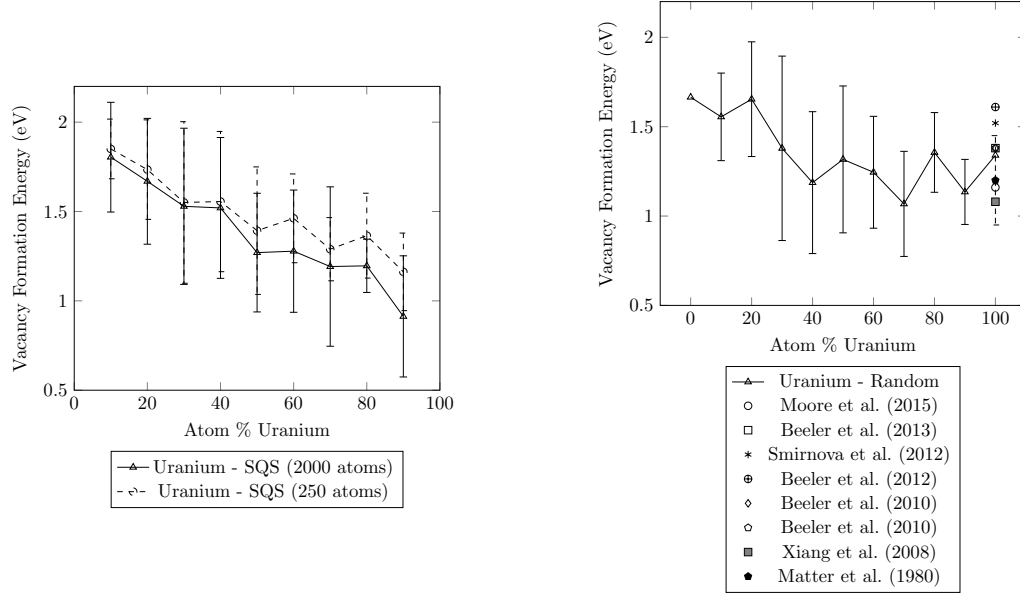 2
1.5
1
0.5
0
20
40
60
80
100
Vacancy Formation Energy (eV)
Atom % Uranium
Uranium - SQS (2000 atoms)
Uranium - SQS (250 atoms)
2
1.5
1
0.5
0
20
40
60
80
100
Vacancy Formation Energy (eV)
Atom % Uranium
Uranium - Random
Moore et al. (2015)
Beeler et al. (2013)
Smirnova et al. (2012)
Beeler et al. (2012)
Beeler et al. (2010)
Beeler et al. (2010)
Xiang et al. (2008)
Matter et al. (1980)